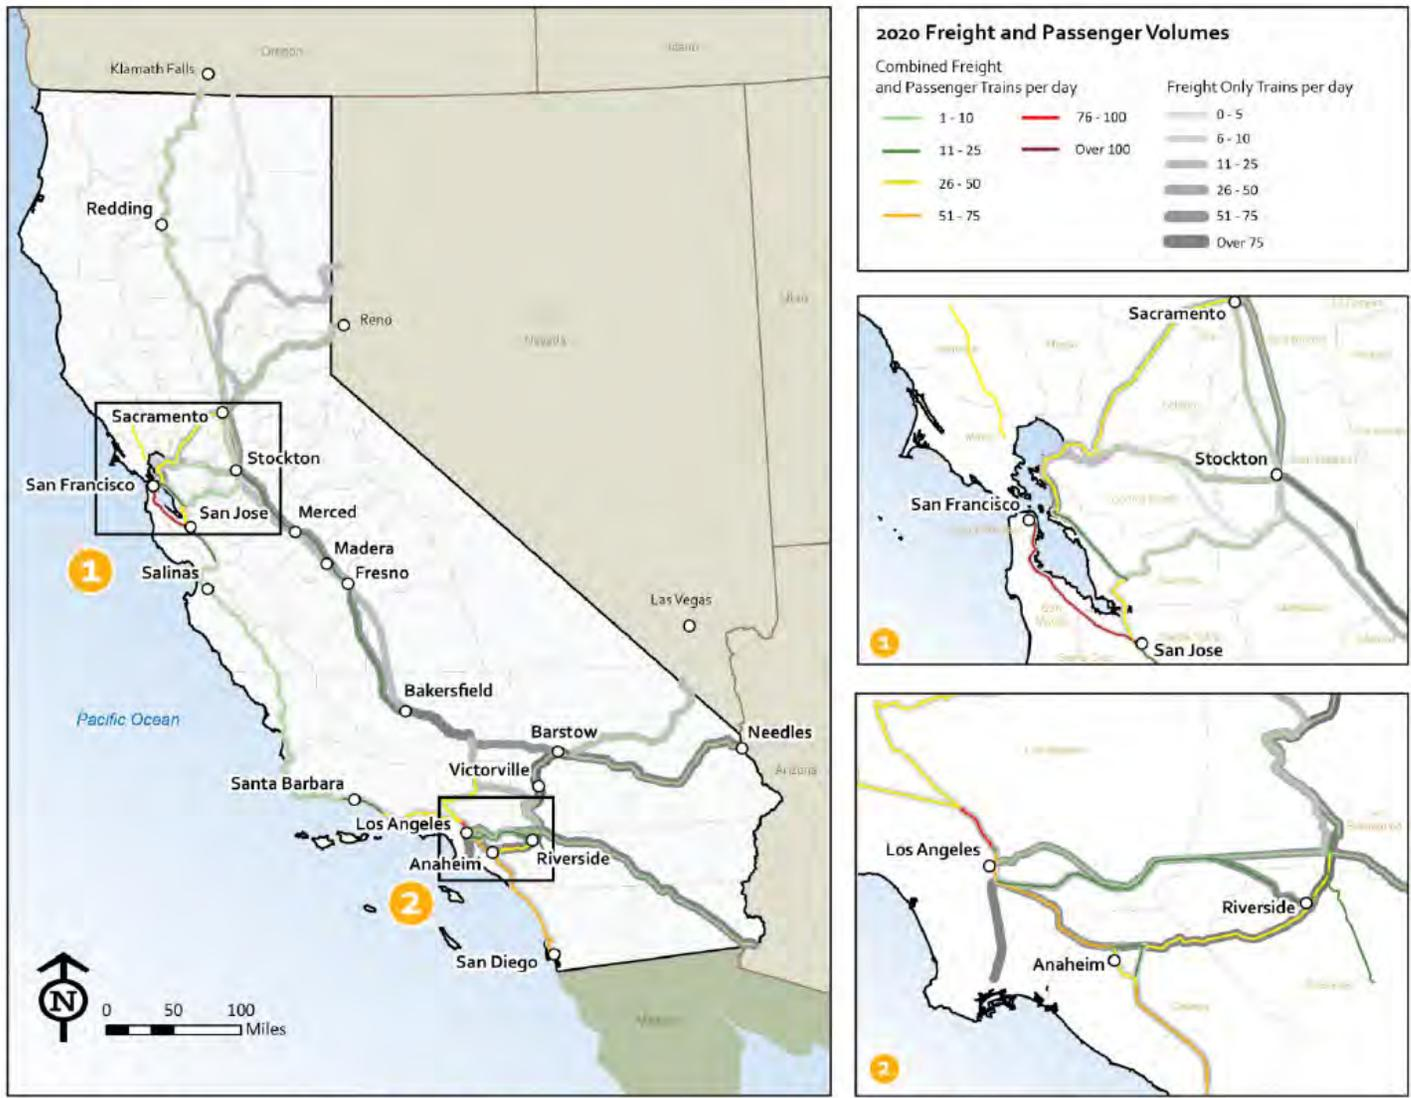 Oregon
Idaho
Klamath Falls
Redding
Reno
Utah
Nevada
Sacramento
Stockton
San Francisco
San Jose
Merced
Madera
Fresno
1
Salinas
Las Vegas
Bakersfield
Pacific Ocean
Barstow
Needles
Victorville
Arizona
Santa Barbara
Los Angeles
Anaheim
Riverside
2
San Diego
N
0 50 100
Miles
Mexico
2020 Freight and Passenger Volumes
Combined Freight
and Passenger Trains per day
Freight Only Trains per day
1 - 10
11 - 25
26 - 50
51 - 75
76 - 100
Over 100
0 - 5
6 - 10
11 - 25
26 - 50
51 - 75
Over 75
Sacramento
Stockton
San Francisco
San Jose
1
Los Angeles
Riverside
Anaheim
Orange
2